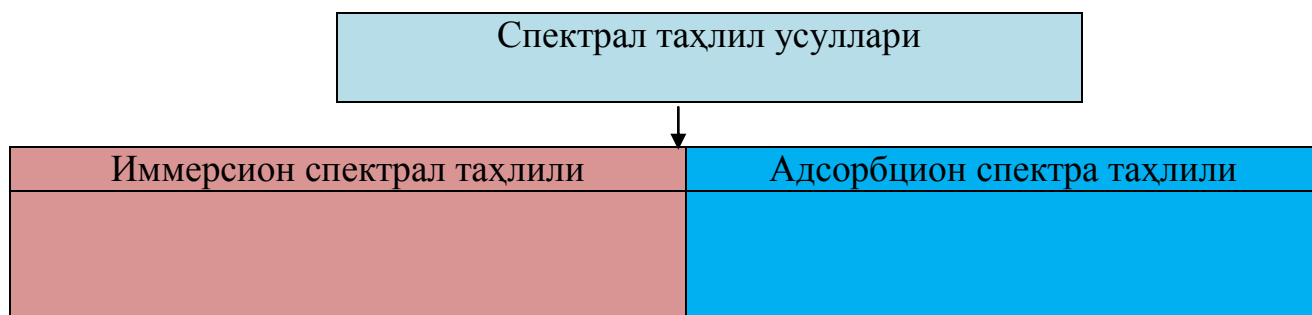 Спектрал таҳлил усуллари
Иммерсион спектрал таҳлили
Адсорбцион спектра таҳлили